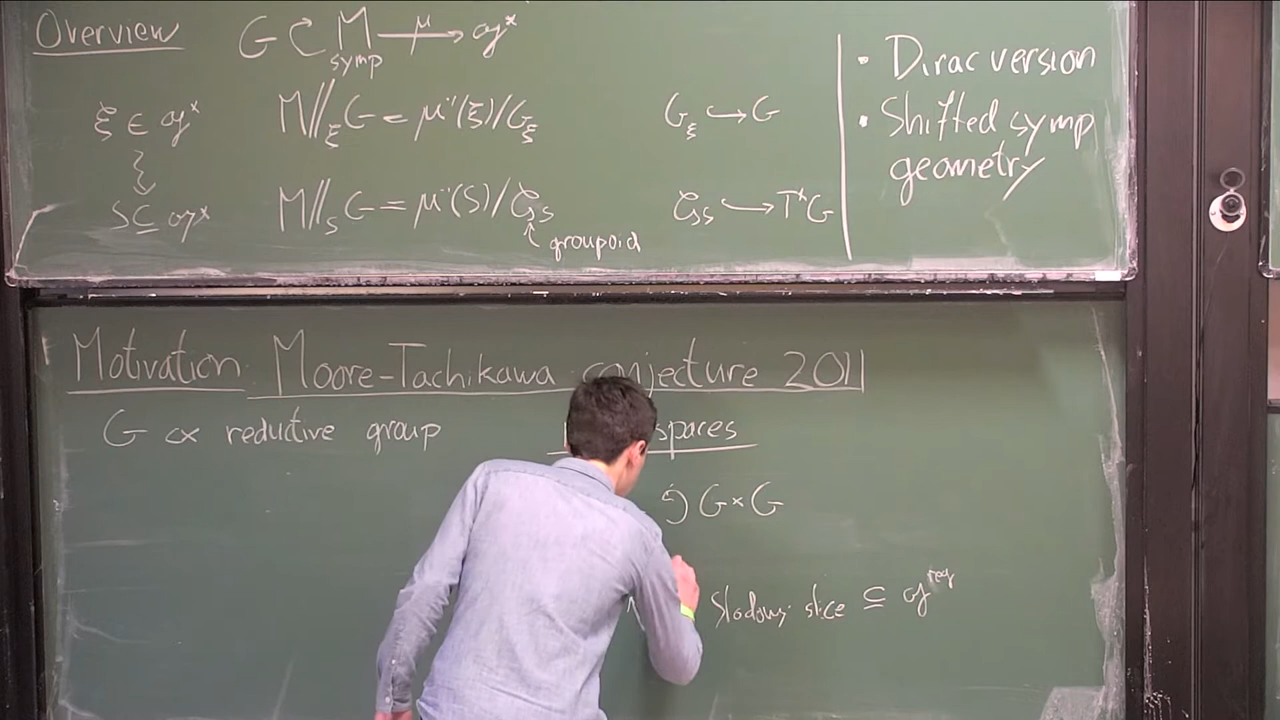 Overview G ⊂ M —μ→ 𝔤*
symp
ξ ∈ 𝔤* M//_ξ G = μ⁻¹(ξ)/G_ξ G_ξ ↪ G
S ⊆ 𝔤* M//_S G = μ⁻¹(S)/𝒢_S 𝒢_S ↪ T*G
↑ groupoid
• Dirac version
• Shifted symp
geometry
Motivation: Moore-Tachikawa conjecture 2011
G cx reductive group spaces
G × G
Slodowy slice ⊆ 𝔤^reg